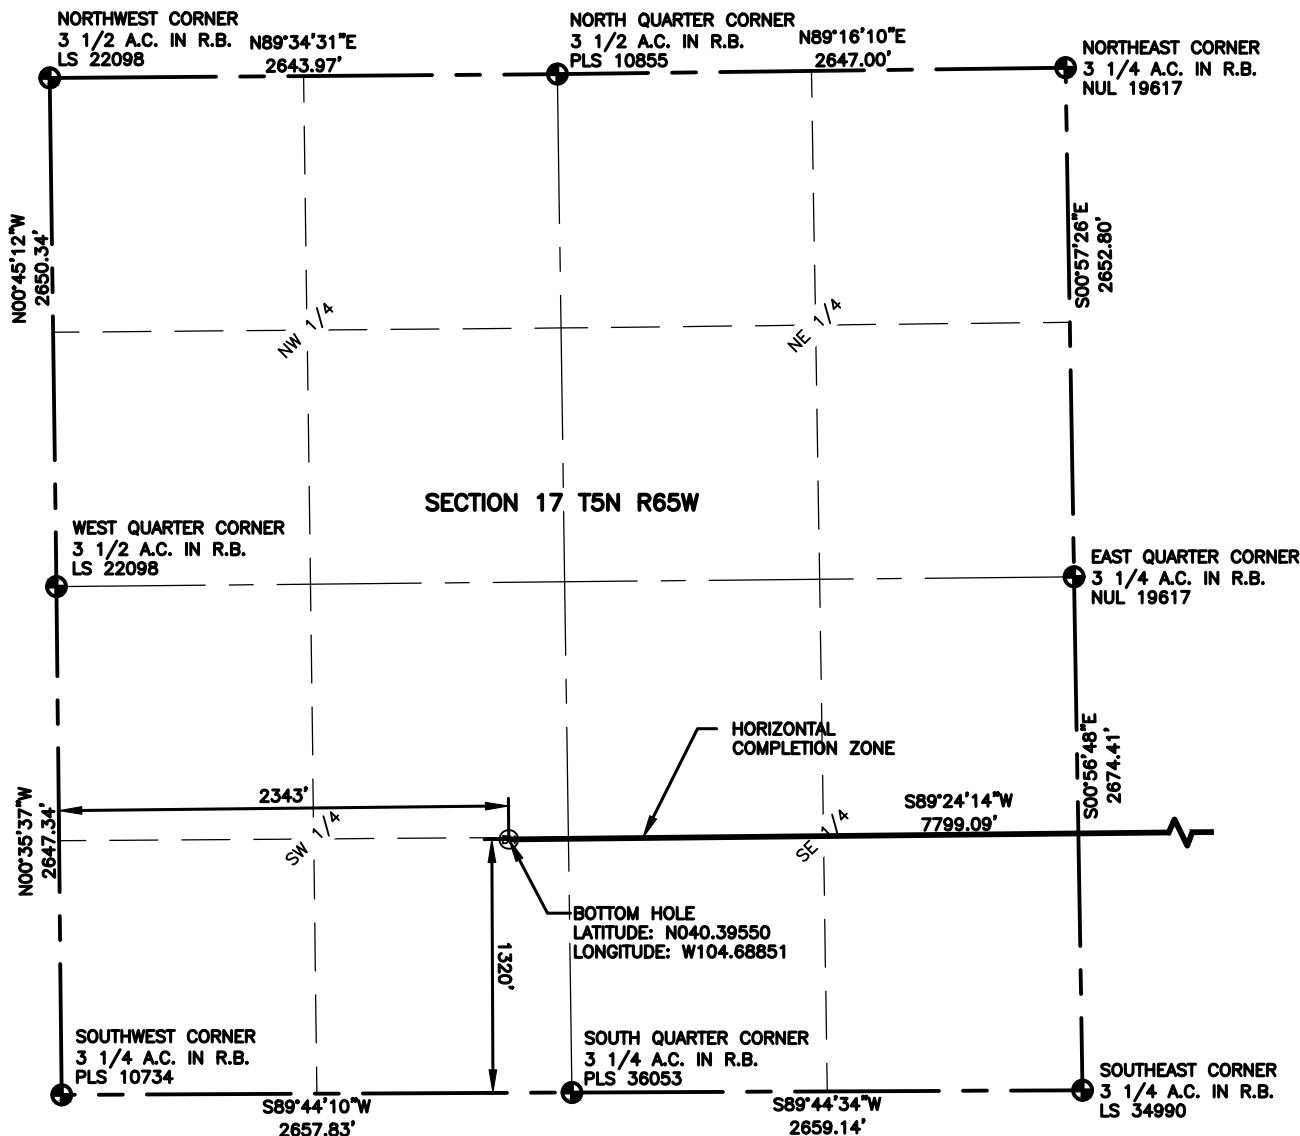 NORTHWEST CORNER
3 1/2 A.C. IN R.B.
LS 22098
N89°34'31"E
2643.97'
NORTH QUARTER CORNER
3 1/2 A.C. IN R.B.
PLS 10855
N89°16'10"E
2647.00'
NORTHEAST CORNER
3 1/4 A.C. IN R.B.
NUL 19617
N00°45'12"W
2650.34'
S00°57'26"E
2652.80'
NW 1/4
NE 1/4
SECTION 17 T5N R65W
WEST QUARTER CORNER
3 1/2 A.C. IN R.B.
LS 22098
EAST QUARTER CORNER
3 1/4 A.C. IN R.B.
NUL 19617
HORIZONTAL
COMPLETION ZONE
S00°56'48"E
2674.41'
2343'
S89°24'14"W
7799.09'
N00°35'37"W
2647.34'
SW 1/4
SE 1/4
BOTTOM HOLE
LATITUDE: N040.39550
LONGITUDE: W104.68851
1320'
SOUTHWEST CORNER
3 1/4 A.C. IN R.B.
PLS 10734
S89°44'10"W
2657.83'
SOUTH QUARTER CORNER
3 1/4 A.C. IN R.B.
PLS 36053
S89°44'34"W
2659.14'
SOUTHEAST CORNER
3 1/4 A.C. IN R.B.
LS 34990